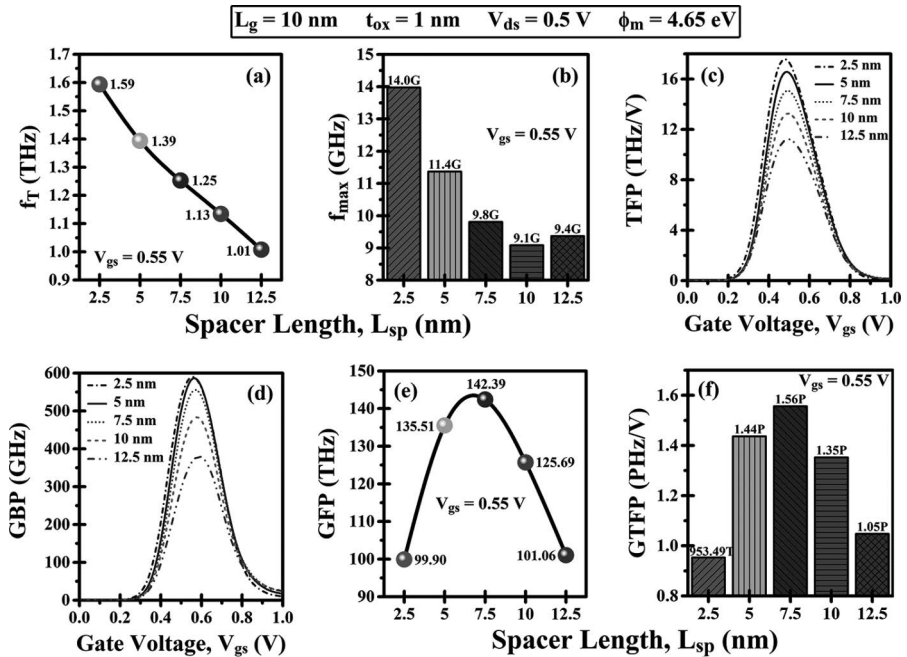 L_g = 10 nm t_ox = 1 nm V_ds = 0.5 V ϕ_m = 4.65 eV
(a)
f_T (THz)
1.7
1.6
1.5
1.4
1.3
1.2
1.1
1.0
0.9
1.59
1.39
1.25
1.13
1.01
V_gs = 0.55 V
2.5 5 7.5 10 12.5
(b)
f_max (GHz)
15
14
13
12
11
10
9
8
14.0G
11.4G
9.8G
9.1G
9.4G
V_gs = 0.55 V
2.5 5 7.5 10 12.5
Spacer Length, L_sp (nm)
(c)
TFP (THz/V)
16
12
8
4
0
2.5 nm
5 nm
7.5 nm
10 nm
12.5 nm
0.0 0.2 0.4 0.6 0.8 1.0
Gate Voltage, V_gs (V)
(d)
GBP (GHz)
600
500
400
300
200
100
0
2.5 nm
5 nm
7.5 nm
10 nm
12.5 nm
0.0 0.2 0.4 0.6 0.8 1.0
Gate Voltage, V_gs (V)
(e)
GFP (THz)
150
140
130
120
110
100
90
142.39
135.51
125.69
V_gs = 0.55 V
99.90
101.06
2.5 5 7.5 10 12.5
(f)
GTFP (PHz/V)
1.6
1.4
1.2
1.0
0.8
V_gs = 0.55 V
953.49T
1.44P
1.56P
1.35P
1.05P
2.5 5 7.5 10 12.5
Spacer Length, L_sp (nm)